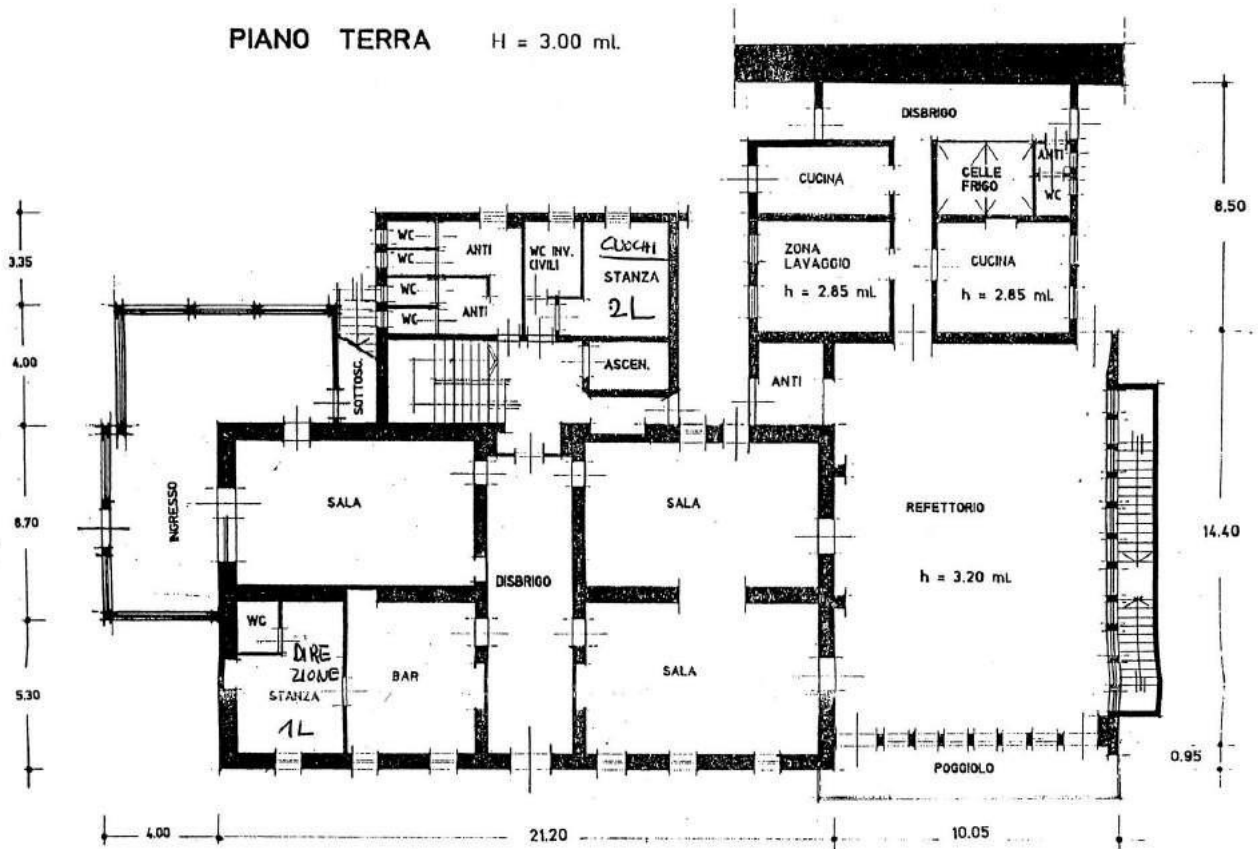 PIANO TERRA H = 3.00 ml.
DISBRIGO
CUCINA
CELLE
FRIGO
ANTI
WC
8.50
3.35
WC
WC
WC
WC
ANTI
ANTI
WC INV.
CIVILI
CUOCHI
STANZA
2L
ZONA
LAVAGGIO
h = 2.85 ml.
CUCINA
h = 2.85 ml.
4.00
SOTTOSC.
ASCEN.
ANTI
INGRESSO
SALA
SALA
REFETTORIO
h = 3.20 ml.
6.70
14.40
DISBRIGO
WC
DIRE
ZIONE
STANZA
1L
BAR
SALA
5.30
POGGIOLO
0.95
4.00
21.20
10.05